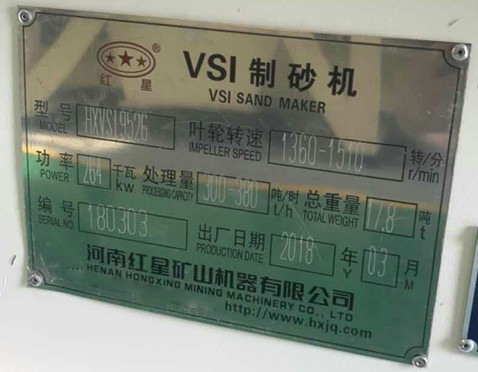 红星
VSI 制砂机
VSI SAND MAKER
型号 HXVSI9526 叶轮转速 1360-1510 转/分
MODEL IMPELLER SPEED r/min
功率 264 千瓦 处理量 300-380 吨/时 总重量 17.8 吨
POWER kW PROCESSING CAPACITY t/h TOTAL WEIGHT t
编号 180303 出厂日期 2018 年 03 月
SERIAL NO. PRODUCTION DATE Y M
河南红星矿山机器有限公司
HENAN HONGXING MINING MACHINERY CO., LTD
http://www.hxjq.com